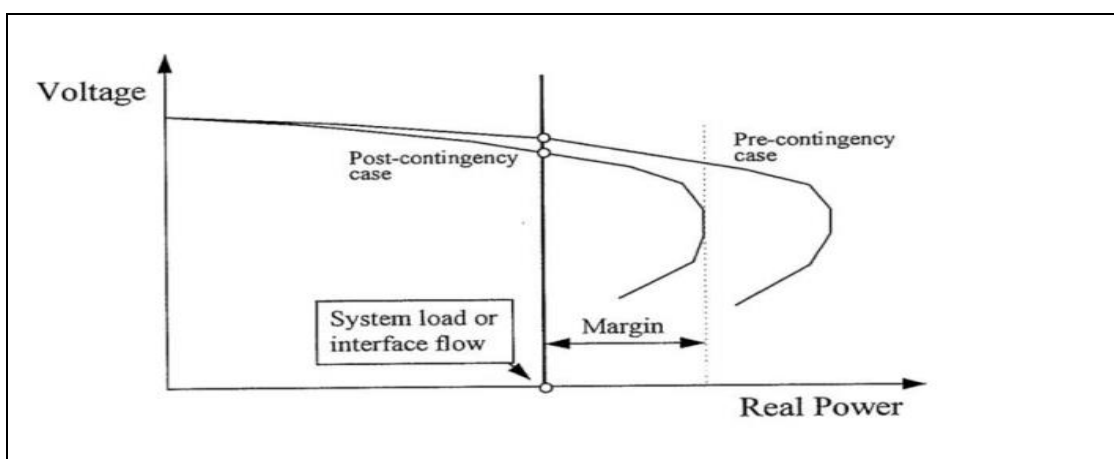 Voltage
Pre-contingency
case
Post-contingency
case
System load or
interface flow
Margin
Real Power